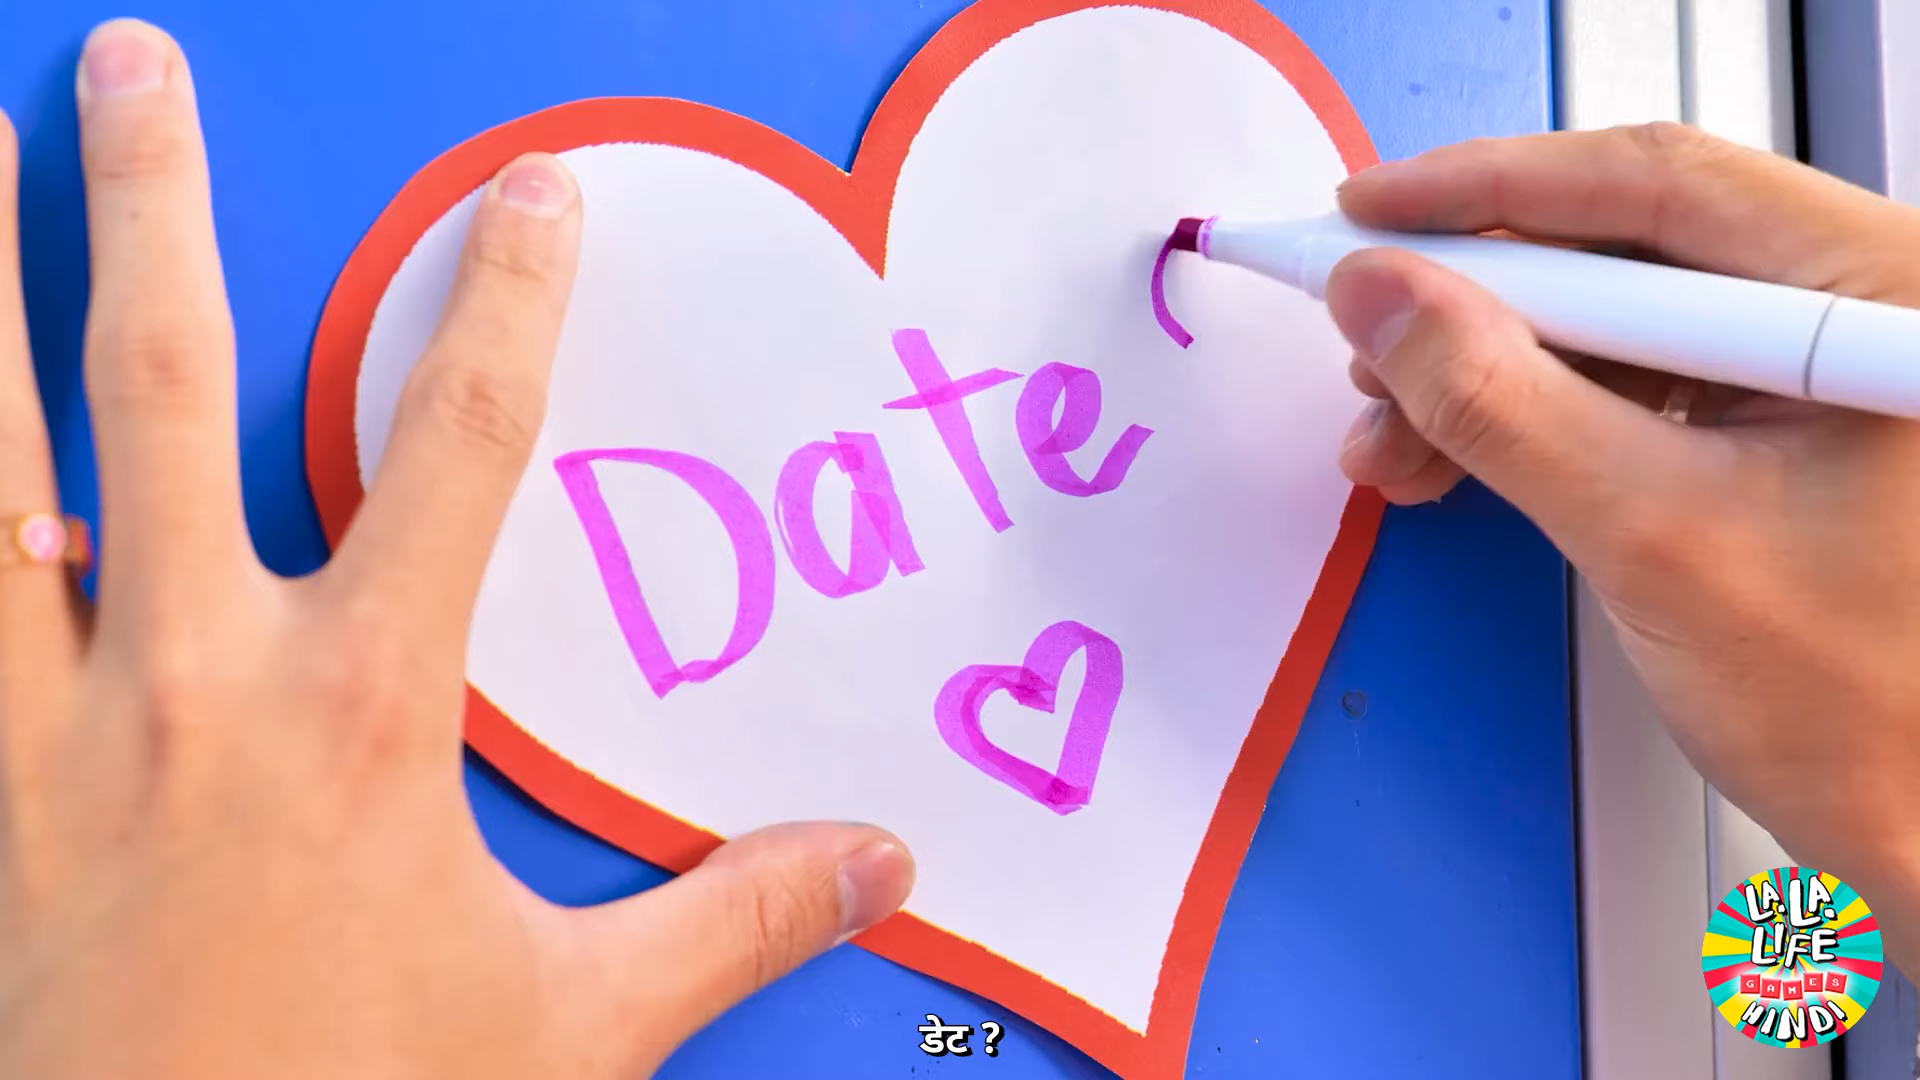 Date
डेट ?
LA.LA.
LIFE
GAMES
HINDI